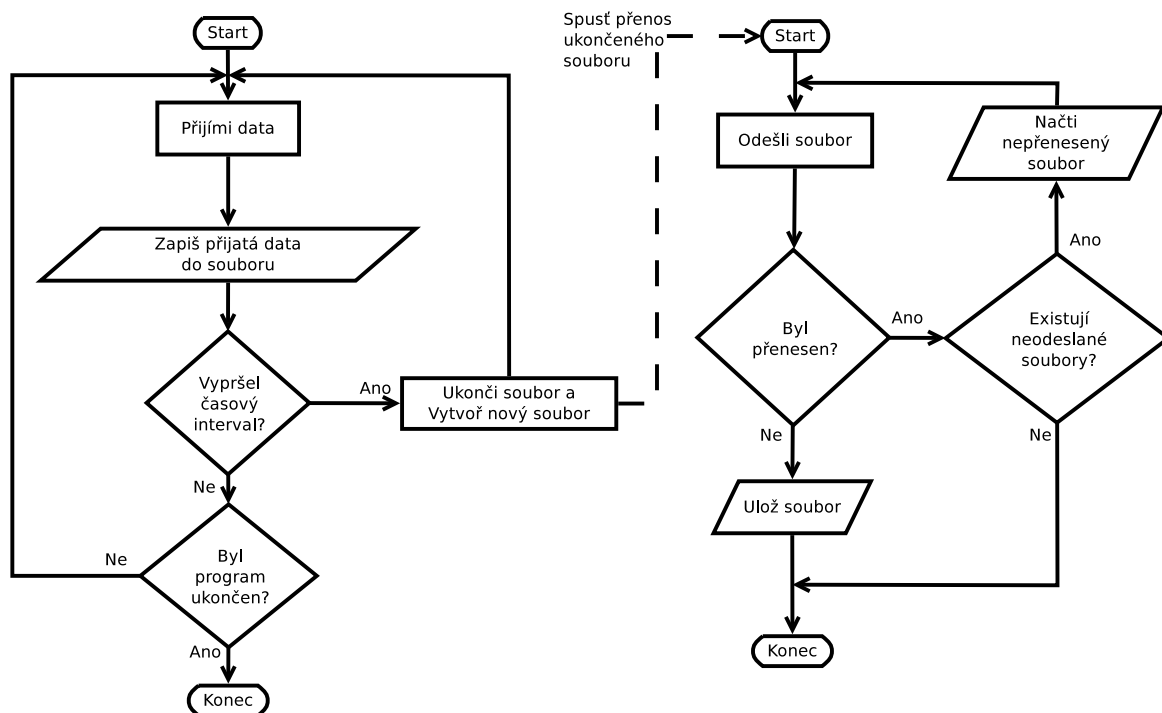 Start
Přijími data
Zapiš přijatá data
do souboru
Vypršel
časový
interval?
Ano
Ukonči soubor a
Vytvoř nový soubor
Ne
Byl
program
ukončen?
Ne
Ano
Konec
Spusť přenos
ukončeného
souboru
Start
Odešli soubor
Načti
nepřenesený
soubor
Ano
Byl
přenesen?
Ano
Existují
neodeslané
soubory?
Ne
Ne
Ulož soubor
Konec